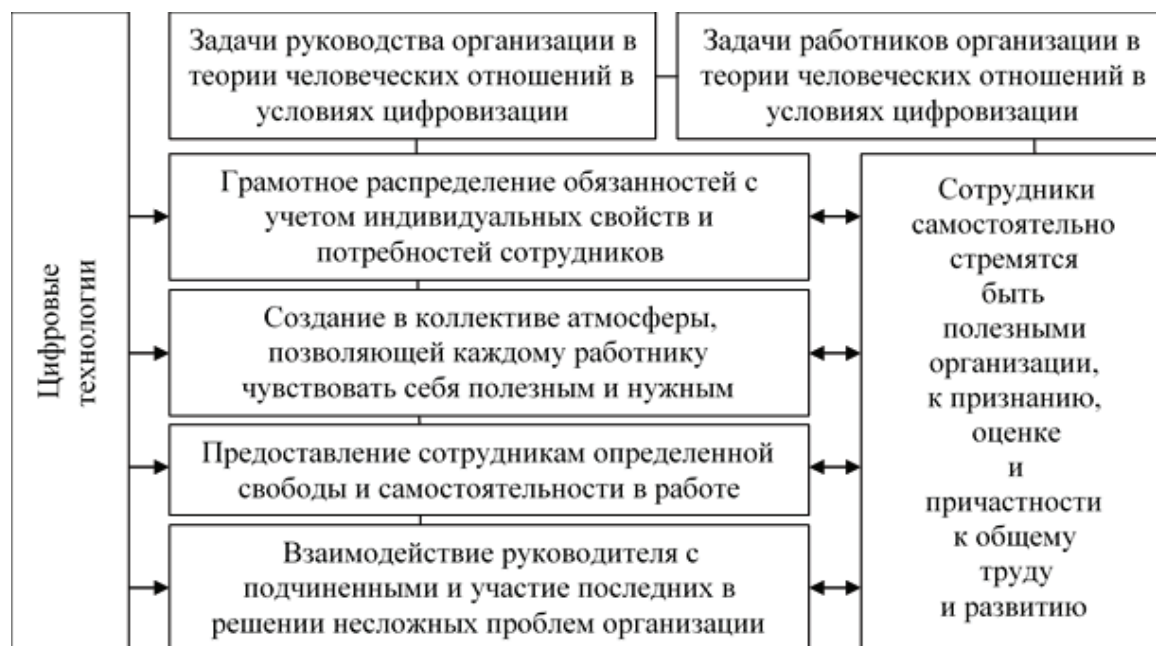 Задачи руководства организации в
теории человеческих отношений в
условиях цифровизации
Задачи работников организации в
теории человеческих отношений в
условиях цифровизации
Цифровые
технологии
Грамотное распределение обязанностей с
учетом индивидуальных свойств и
потребностей сотрудников
Создание в коллективе атмосферы,
позволяющей каждому работнику
чувствовать себя полезным и нужным
Предоставление сотрудникам определенной
свободы и самостоятельности в работе
Взаимодействие руководителя с
подчиненными и участие последних в
решении несложных проблем организации
Сотрудники
самостоятельно
стремятся
быть
полезными
организации,
к признанию,
оценке
и
причастности
к общему
труду
и развитию